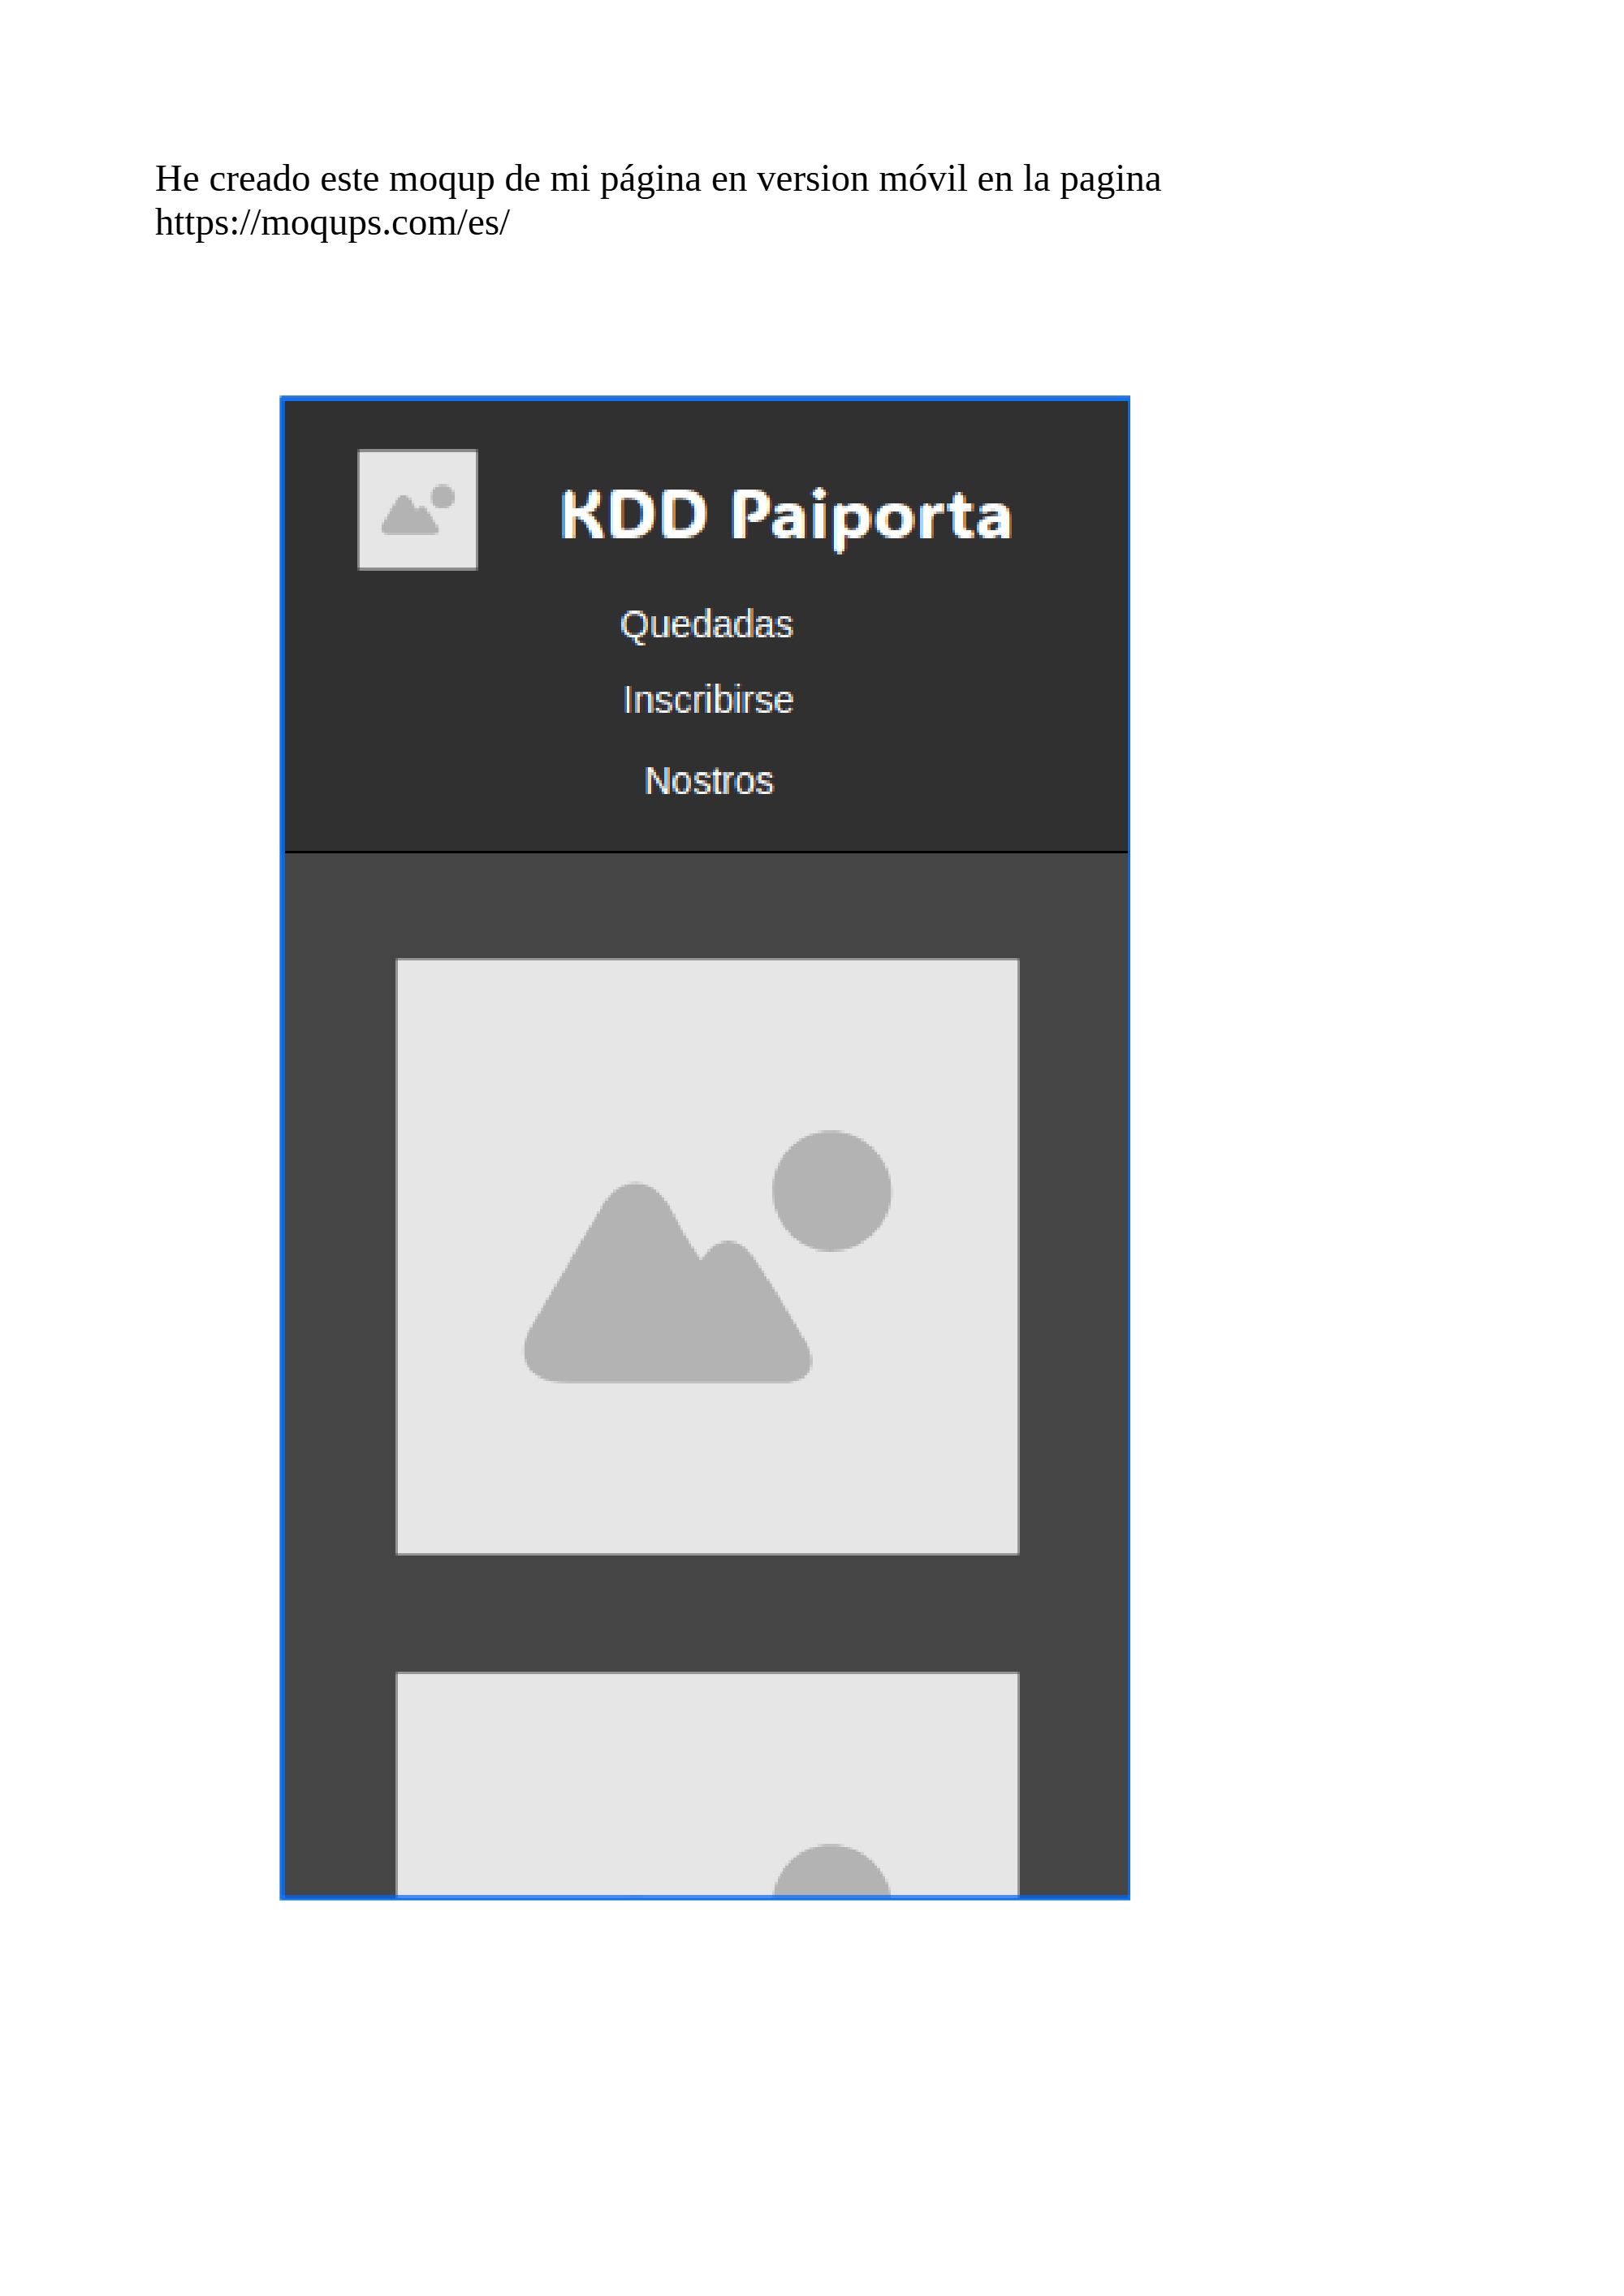 He creado este moqup de mi página en version móvil en la pagina
https://moqups.com/es/
KDD Paiporta
Quedadas
Inscribirse
Nostros